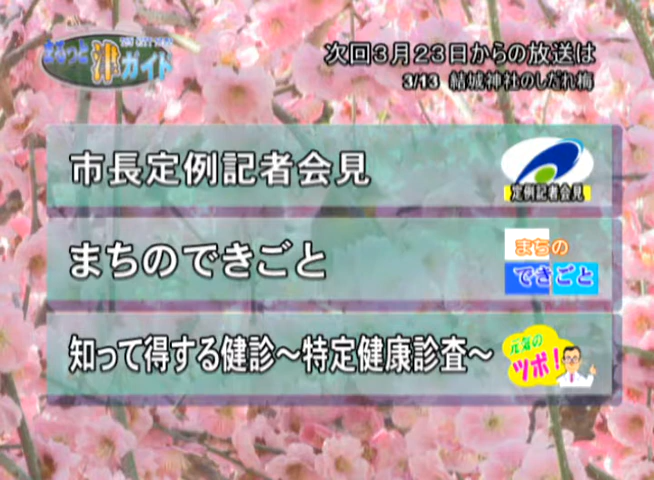 まるっと津ガイド
次回3月23日からの放送は
3/13 結城神社のしだれ梅
市長定例記者会見
定例記者会見
まちのできごと
まちの
できごと
知って得する健診～特定健康診査～
元気の
ツボ!